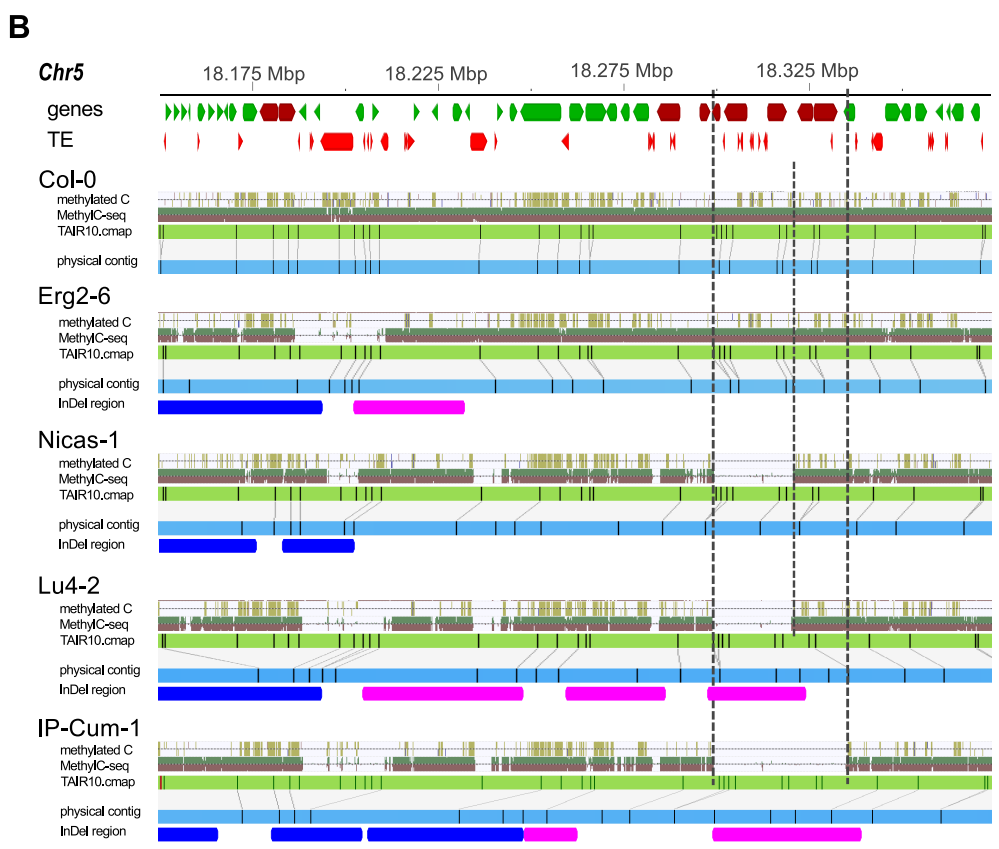 B
Chr5 18.175 Mbp 18.225 Mbp 18.275 Mbp 18.325 Mbp
genes
TE
Col-0
methylated C
MethylC-seq
TAIR10.cmap
physical contig
Erg2-6
methylated C
MethylC-seq
TAIR10.cmap
physical contig
InDel region
Nicas-1
methylated C
MethylC-seq
TAIR10.cmap
physical contig
InDel region
Lu4-2
methylated C
MethylC-seq
TAIR10.cmap
physical contig
InDel region
IP-Cum-1
methylated C
MethylC-seq
TAIR10.cmap
physical contig
InDel region